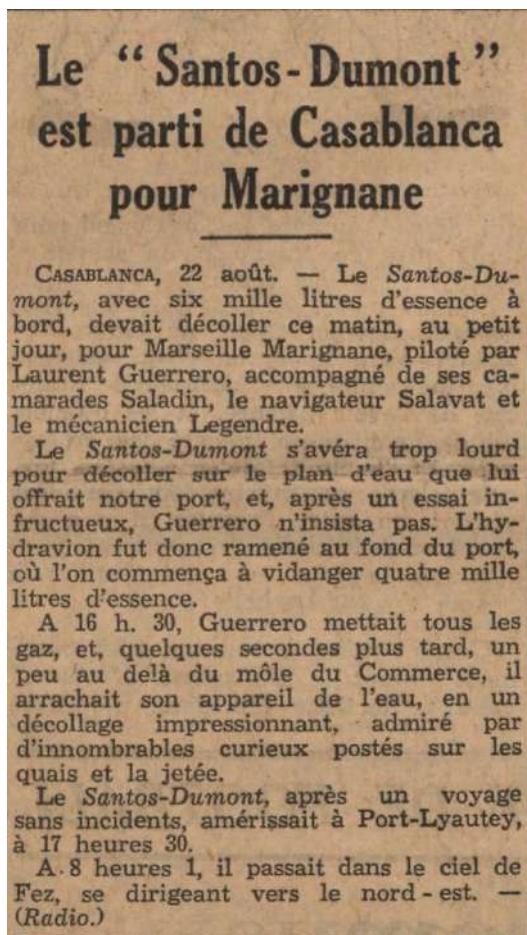 Le “ Santos-Dumont ”
est parti de Casablanca
pour Marignane
CASABLANCA, 22 août. — Le Santos-Du-
mont, avec six mille litres d'essence à
bord, devait décoller ce matin, au petit
jour, pour Marseille Marignane, piloté par
Laurent Guerrero, accompagné de ses ca-
marades Saladin, le navigateur Salavat et
le mécanicien Legendre.
Le Santos-Dumont s'avéra trop lourd
pour décoller sur le plan d'eau que lui
offrait notre port, et, après un essai in-
fructueux, Guerrero n'insista pas. L'hy-
dravion fut donc ramené au fond du port,
où l'on commença à vidanger quatre mille
litres d'essence.
A 16 h. 30, Guerrero mettait tous les
gaz, et, quelques secondes plus tard, un
peu au delà du môle du Commerce, il
arrachait son appareil de l'eau, en un
décollage impressionnant, admiré par
d'innombrables curieux postés sur les
quais et la jetée.
Le Santos-Dumont, après un voyage
sans incidents, amérissait à Port-Lyautey,
à 17 heures 30.
A 8 heures 1, il passait dans le ciel de
Fez, se dirigeant vers le nord-est. —
(Radio.)